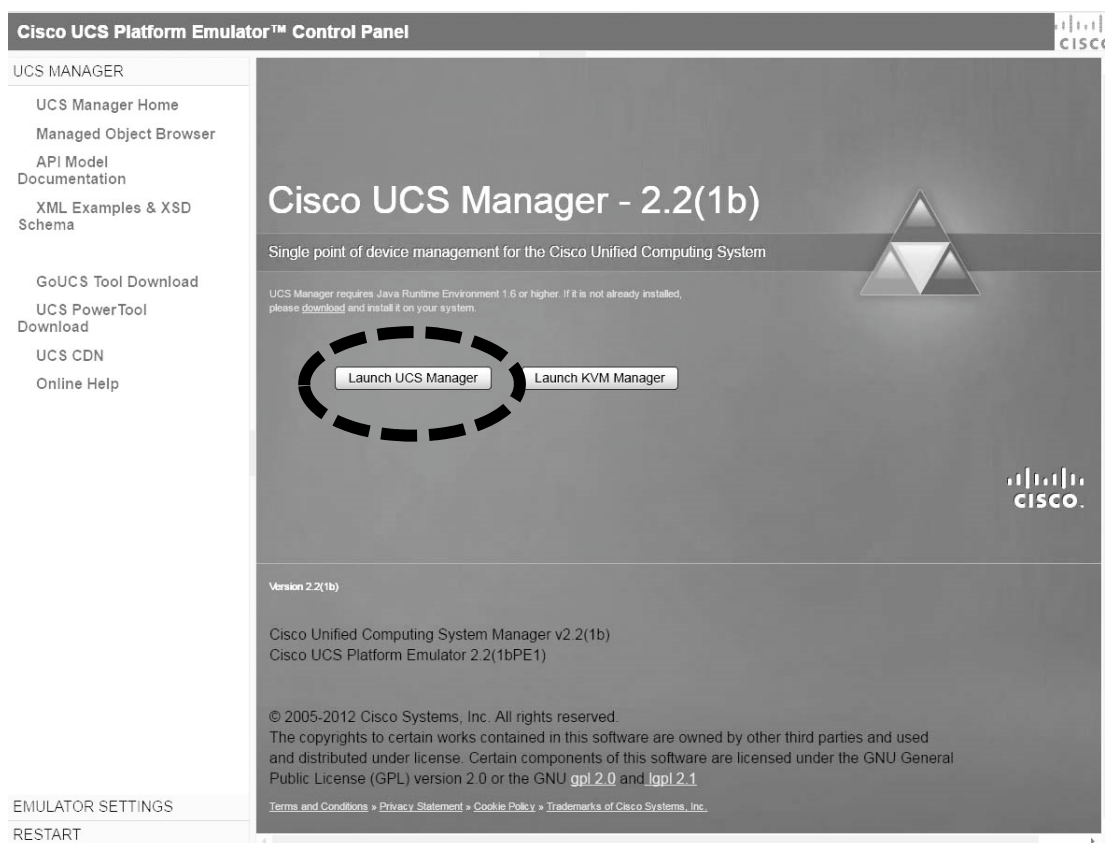 Cisco UCS Platform Emulator™ Control Panel
CISCO
UCS MANAGER
UCS Manager Home
Managed Object Browser
API Model
Documentation
XML Examples & XSD
Schema
GoUCS Tool Download
UCS PowerTool
Download
UCS CDN
Online Help
EMULATOR SETTINGS
RESTART
Cisco UCS Manager - 2.2(1b)
Single point of device management for the Cisco Unified Computing System
UCS Manager requires Java Runtime Environment 1.6 or higher. If it is not already installed,
please download and install it on your system.
Launch UCS Manager Launch KVM Manager
CISCO.
Version 2.2(1b)
Cisco Unified Computing System Manager v2.2(1b)
Cisco UCS Platform Emulator 2.2(1bPE1)
© 2005-2012 Cisco Systems, Inc. All rights reserved.
The copyrights to certain works contained in this software are owned by other third parties and used
and distributed under license. Certain components of this software are licensed under the GNU General
Public License (GPL) version 2.0 or the GNU gpl 2.0 and lgpl 2.1
Terms and Conditions » Privacy Statement » Cookie Policy » Trademarks of Cisco Systems, Inc.